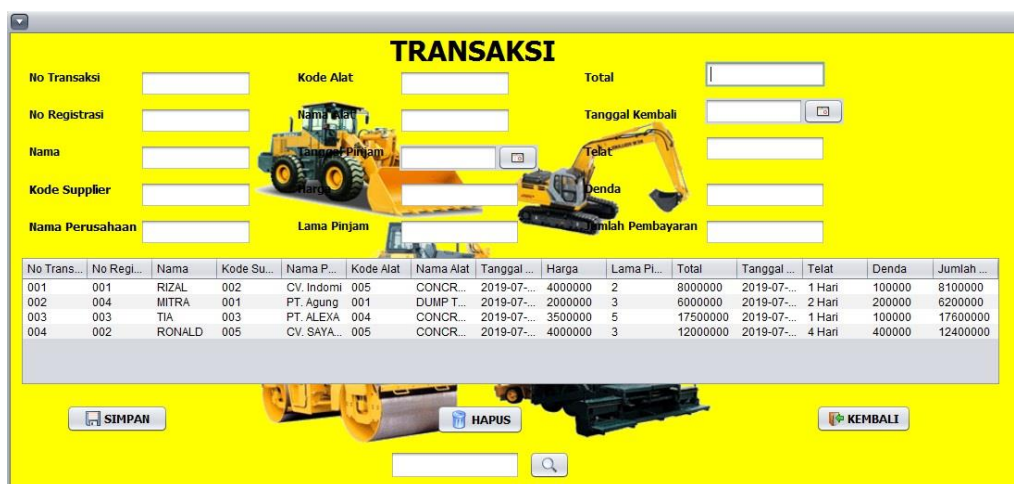 TRANSAKSI
No Transaksi Kode Alat Total
No Registrasi Nama Alat Tanggal Kembali
Nama Tanggal Pinjam Telat
Kode Supplier Harga Denda
Nama Perusahaan Lama Pinjam Jumlah Pembayaran
No Trans... No Regi... Nama Kode Su... Nama P... Kode Alat Nama Alat Tanggal ... Harga Lama Pi... Total Tanggal ... Telat Denda Jumlah ...
001 001 RIZAL 002 CV. Indomi 005 CONCR... 2019-07-... 4000000 2 8000000 2019-07-... 1 Hari 100000 8100000
002 004 MITRA 001 PT. Agung 001 DUMP T... 2019-07-... 2000000 3 6000000 2019-07-... 2 Hari 200000 6200000
003 003 TIA 003 PT. ALEXA 004 CONCR... 2019-07-... 3500000 5 17500000 2019-07-... 1 Hari 100000 17600000
004 002 RONALD 005 CV. SAYA... 005 CONCR... 2019-07-... 4000000 3 12000000 2019-07-... 4 Hari 400000 12400000
SIMPAN HAPUS KEMBALI